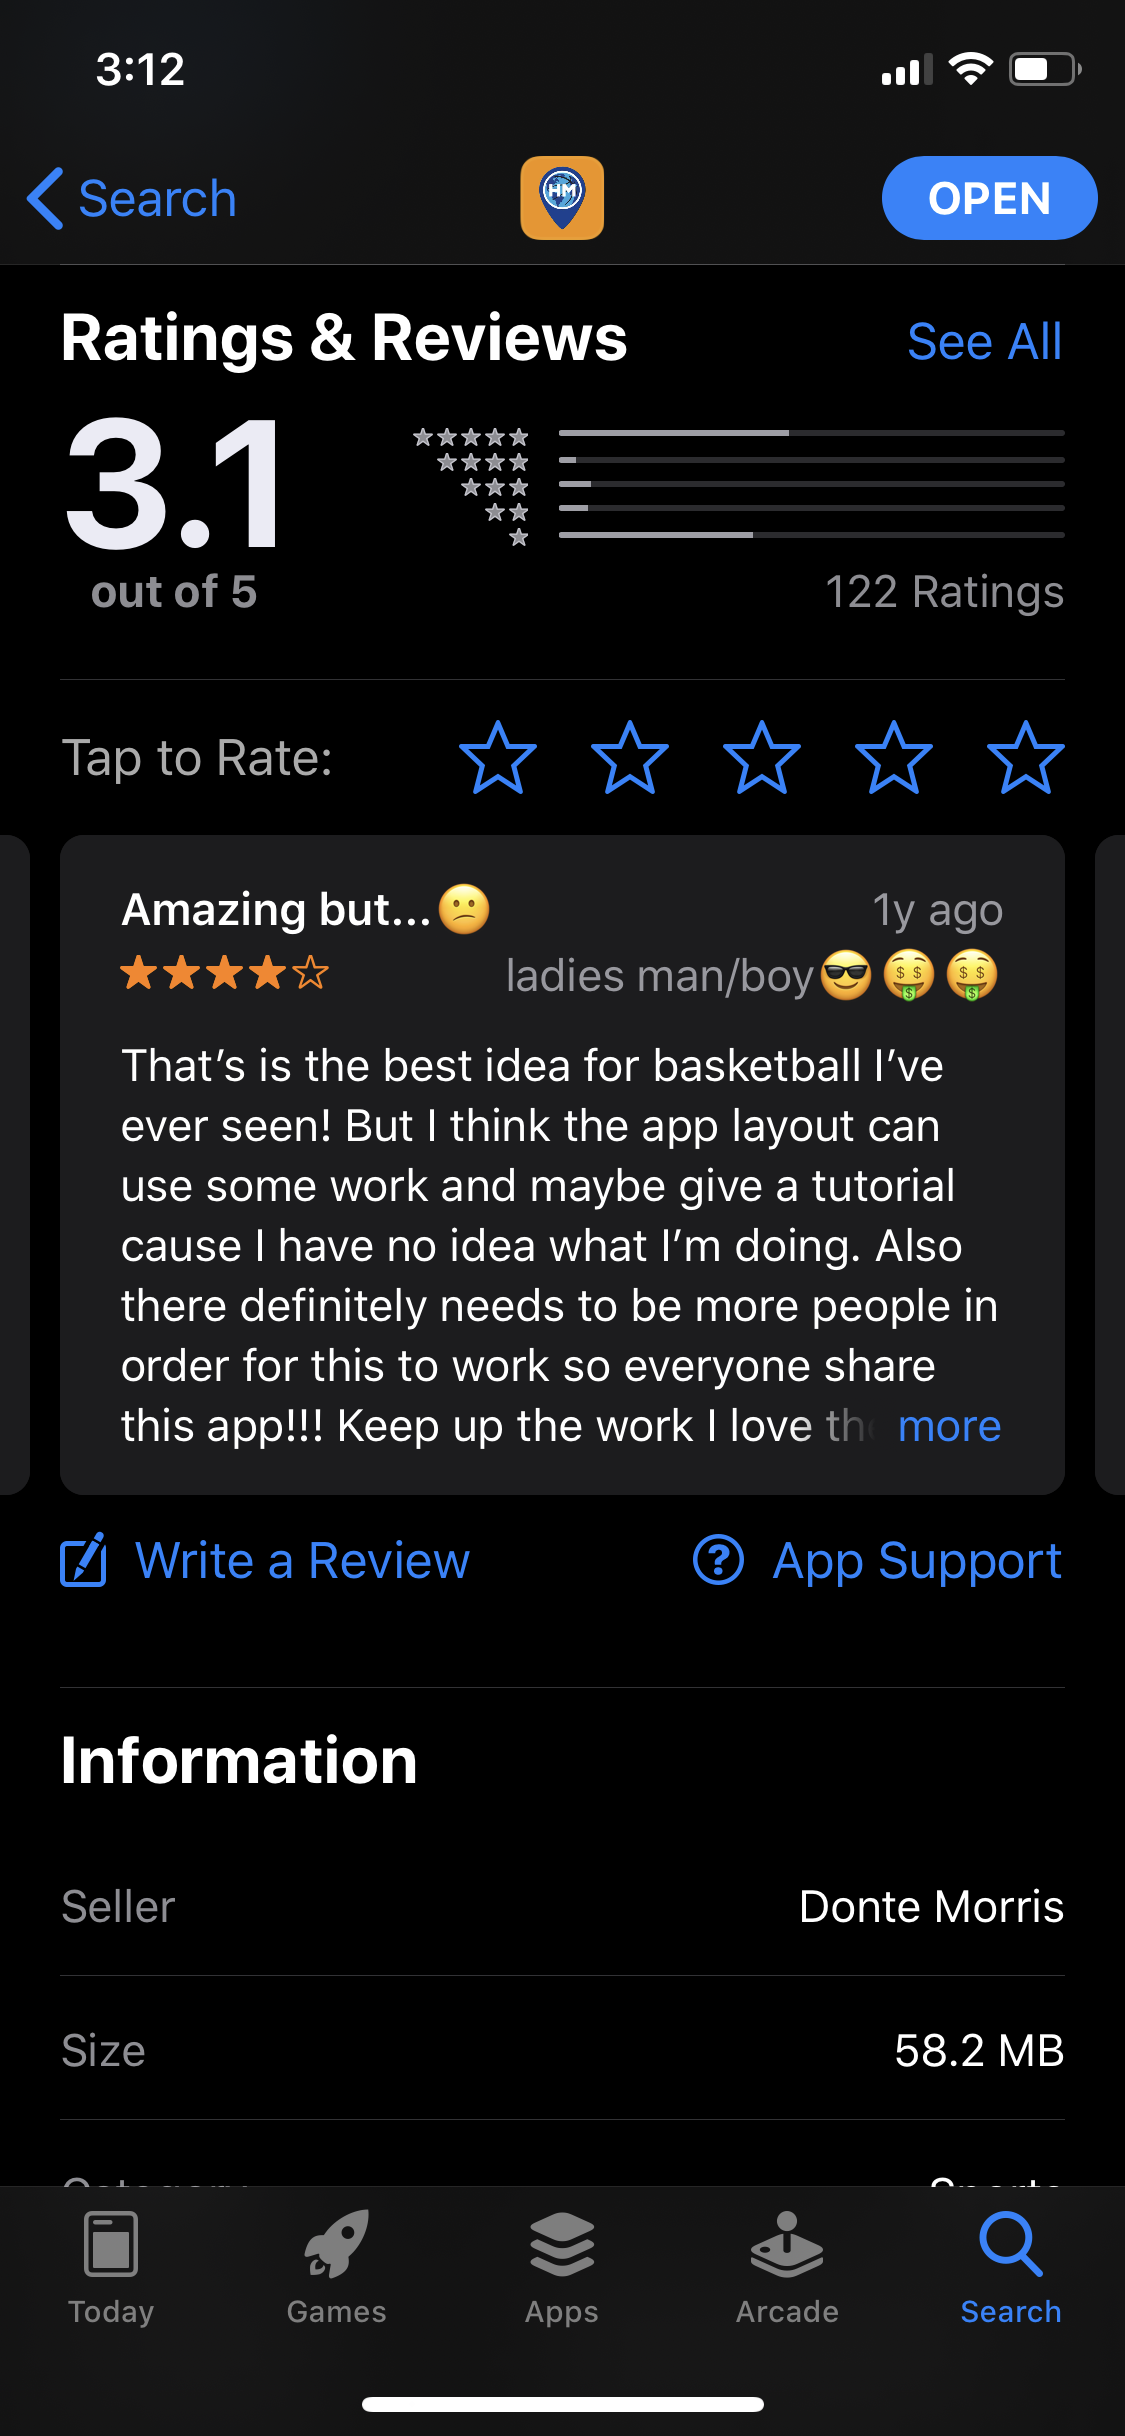 3:12
Search
HM
OPEN
Ratings & Reviews
See All
3.1
out of 5
122 Ratings
Tap to Rate:
Amazing but...😕
1y ago
ladies man/boy😎🤑🤑
That’s is the best idea for basketball I’ve
ever seen! But I think the app layout can
use some work and maybe give a tutorial
cause I have no idea what I’m doing. Also
there definitely needs to be more people in
order for this to work so everyone share
this app!!! Keep up the work I love the more
Write a Review
App Support
Information
Seller
Donte Morris
Size
58.2 MB
Category
Sports
Today
Games
Apps
Arcade
Search